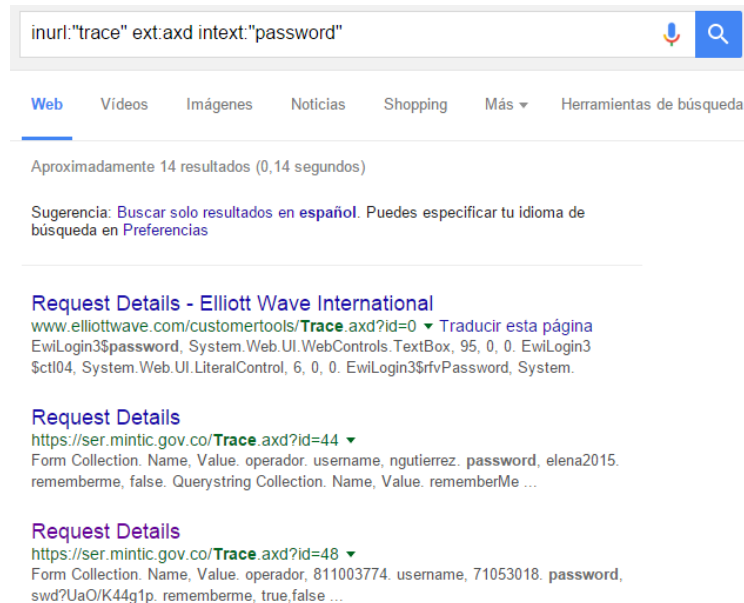 inurl:"trace" ext:axd intext:"password"
Web Vídeos Imágenes Noticias Shopping Más ▾ Herramientas de búsqueda
Aproximadamente 14 resultados (0,14 segundos)
Sugerencia: Buscar solo resultados en español. Puedes especificar tu idioma de
búsqueda en Preferencias
Request Details - Elliott Wave International
www.elliottwave.com/customertools/Trace.axd?id=0 ▾ Traducir esta página
EwiLogin3$password, System.Web.UI.WebControls.TextBox, 95, 0, 0. EwiLogin3
$ctl04, System.Web.UI.LiteralControl, 6, 0, 0. EwiLogin3$rfvPassword, System.
Request Details
https://ser.mintic.gov.co/Trace.axd?id=44 ▾
Form Collection. Name, Value. operador. username, ngutierrez. password, elena2015.
rememberme, false. Querystring Collection. Name, Value. rememberMe ...
Request Details
https://ser.mintic.gov.co/Trace.axd?id=48 ▾
Form Collection. Name, Value. operador, 811003774. username, 71053018. password,
swd?UaO/K44g1p. rememberme, true,false ...